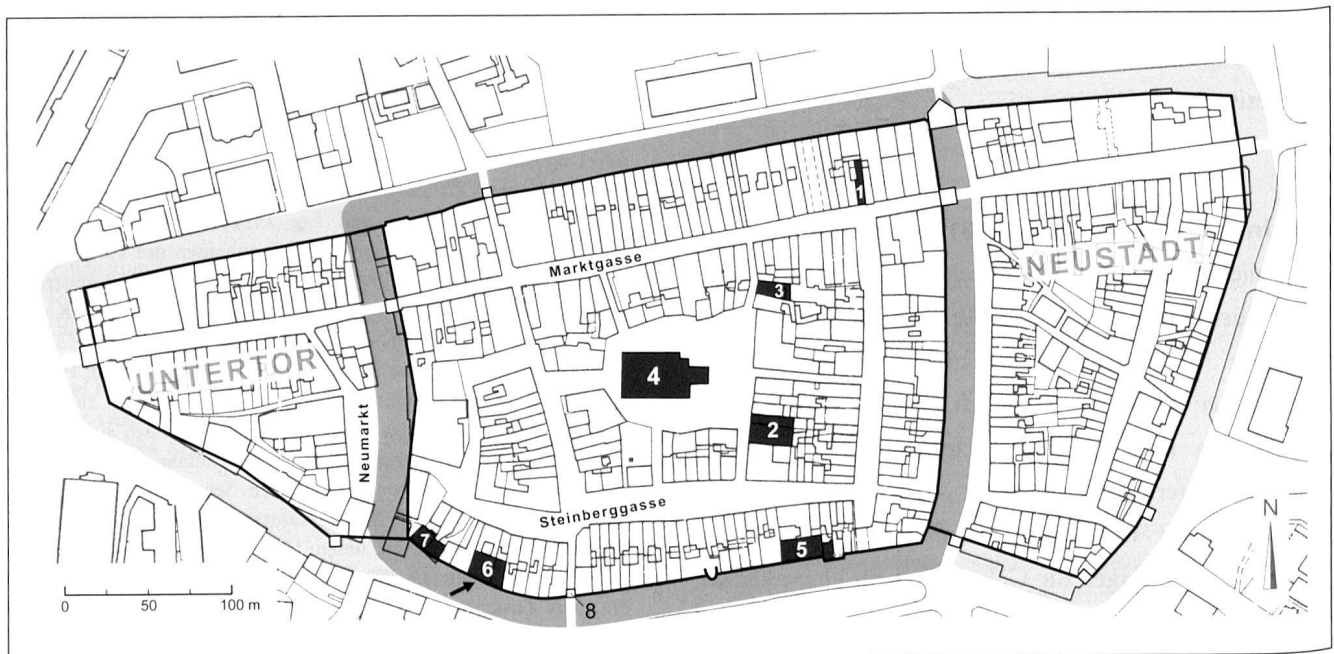 1
Marktgasse
NEUSTADT
3
UNTERTOR
4
Neumarkt
2
Steinberggasse
N
7
5
6
0 50 100 m
8